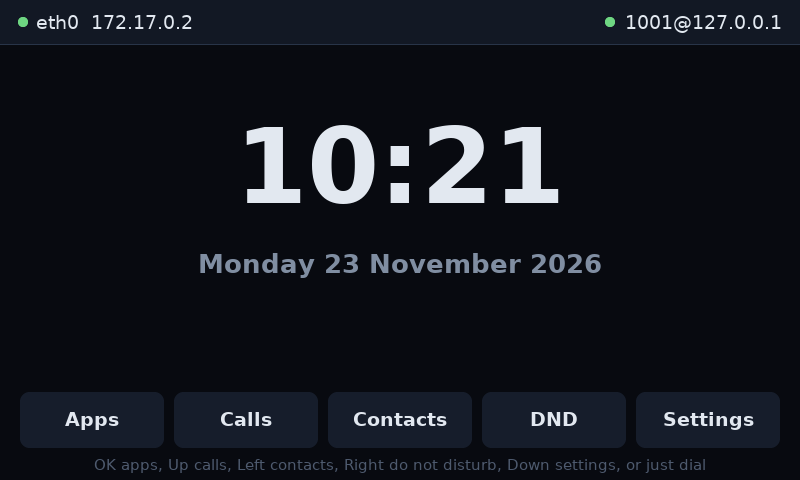 eth0 172.17.0.2 1001@127.0.0.1
10:21
Monday 23 November 2026
Apps Calls Contacts DND Settings
OK apps, Up calls, Left contacts, Right do not disturb, Down settings, or just dial